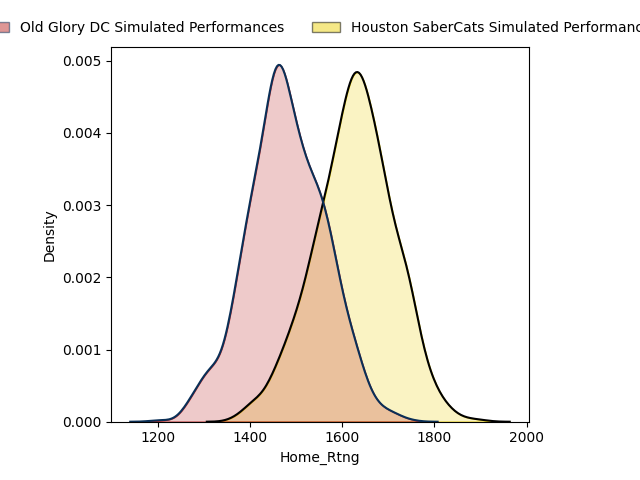 Old Glory DC Simulated Performances
Houston SaberCats Simulated
0.005
0.004
0.003
0.002
0.001
0.000
Density
1200 1400 1600 1800 2000
Home_Rtng